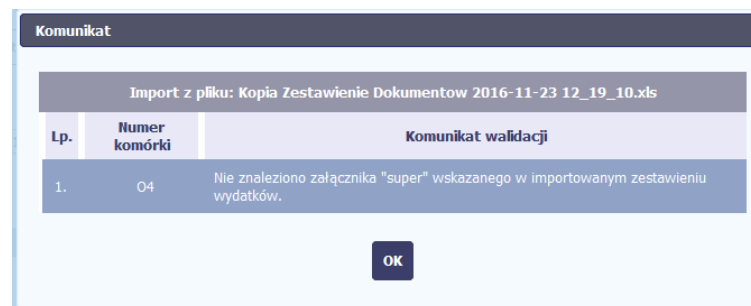 Komunikat
Import z pliku: Kopia Zestawienie Dokumentow 2016-11-23 12_19_10.xls
Lp. Numer komórki Komunikat walidacji
1. O4 Nie znaleziono załącznika "super" wskazanego w importowanym zestawieniu
wydatków.
OK